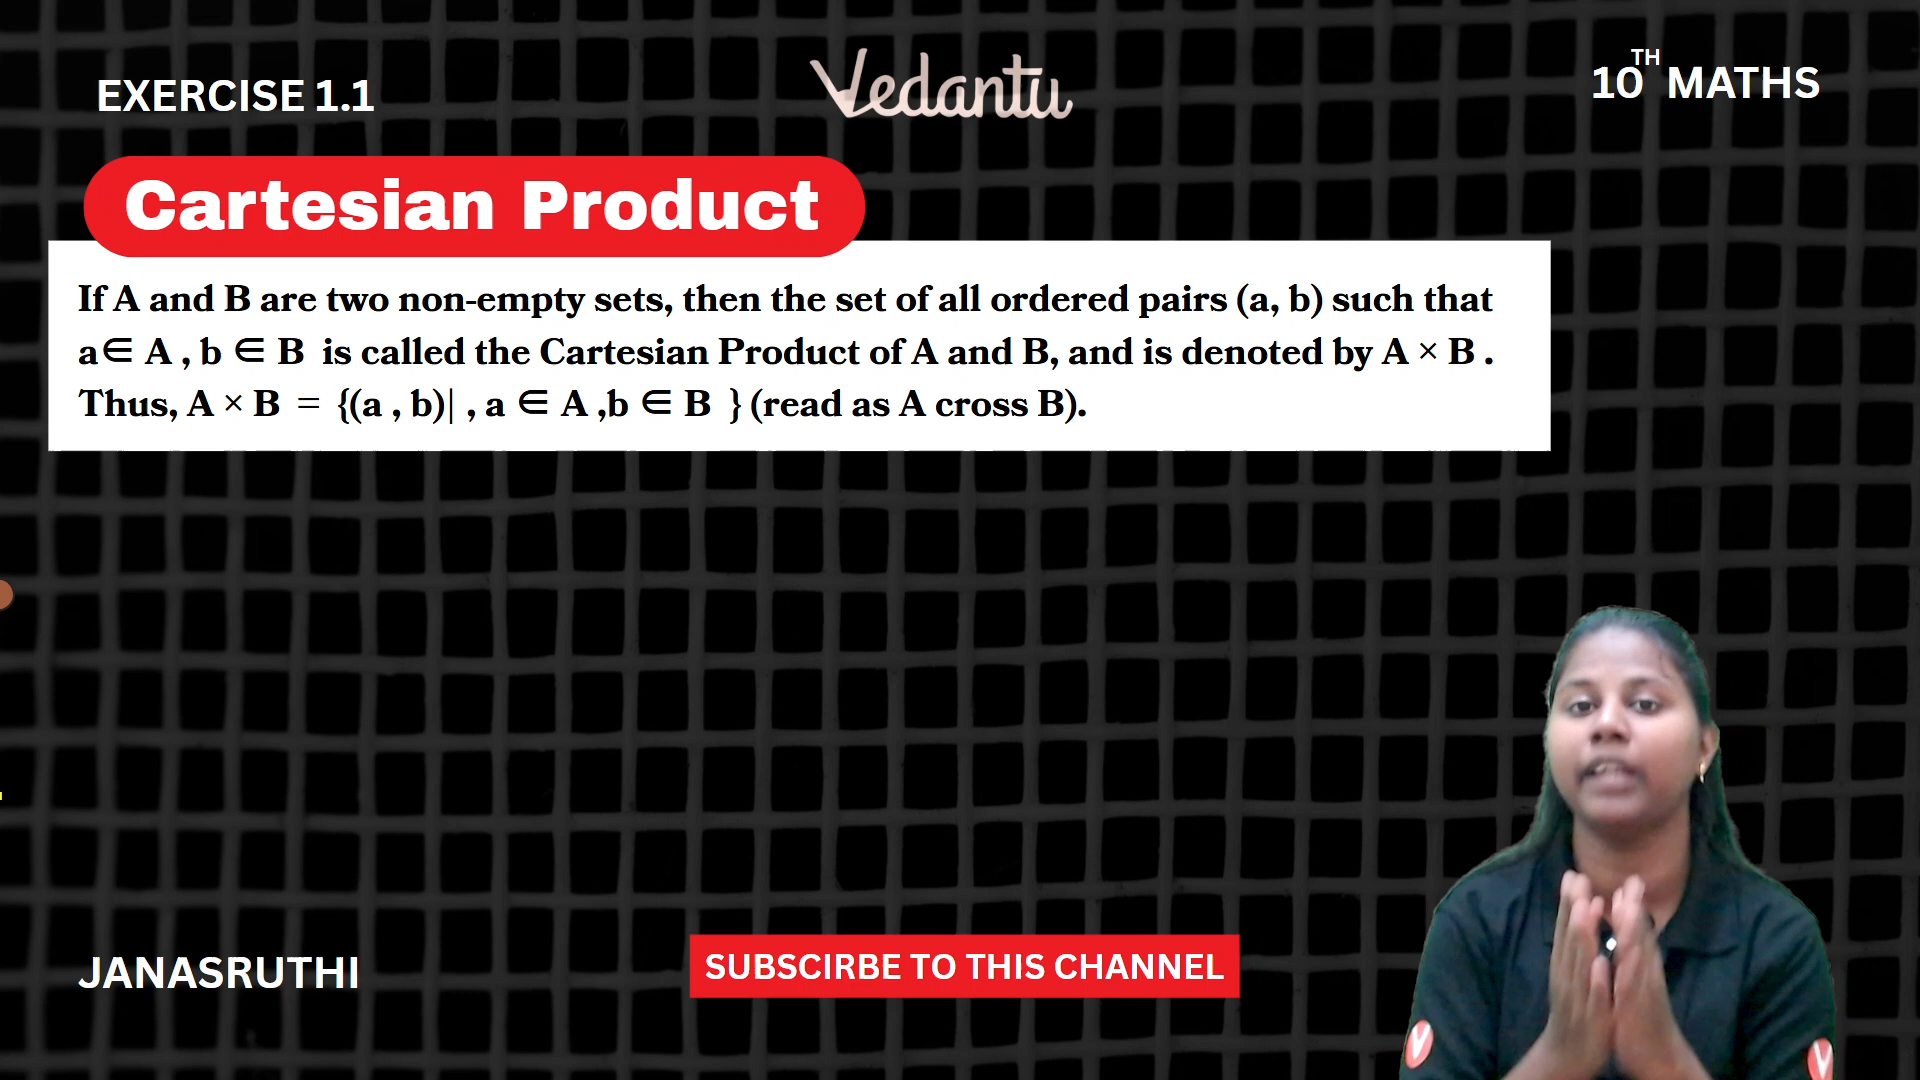 EXERCISE 1.1
Vedantu
10TH MATHS
Cartesian Product
If A and B are two non-empty sets, then the set of all ordered pairs (a, b) such that
a∈ A , b ∈ B is called the Cartesian Product of A and B, and is denoted by A × B .
Thus, A × B = {(a , b)| , a ∈ A ,b ∈ B } (read as A cross B).
JANASRUTHI
SUBSCIRBE TO THIS CHANNEL
V
V